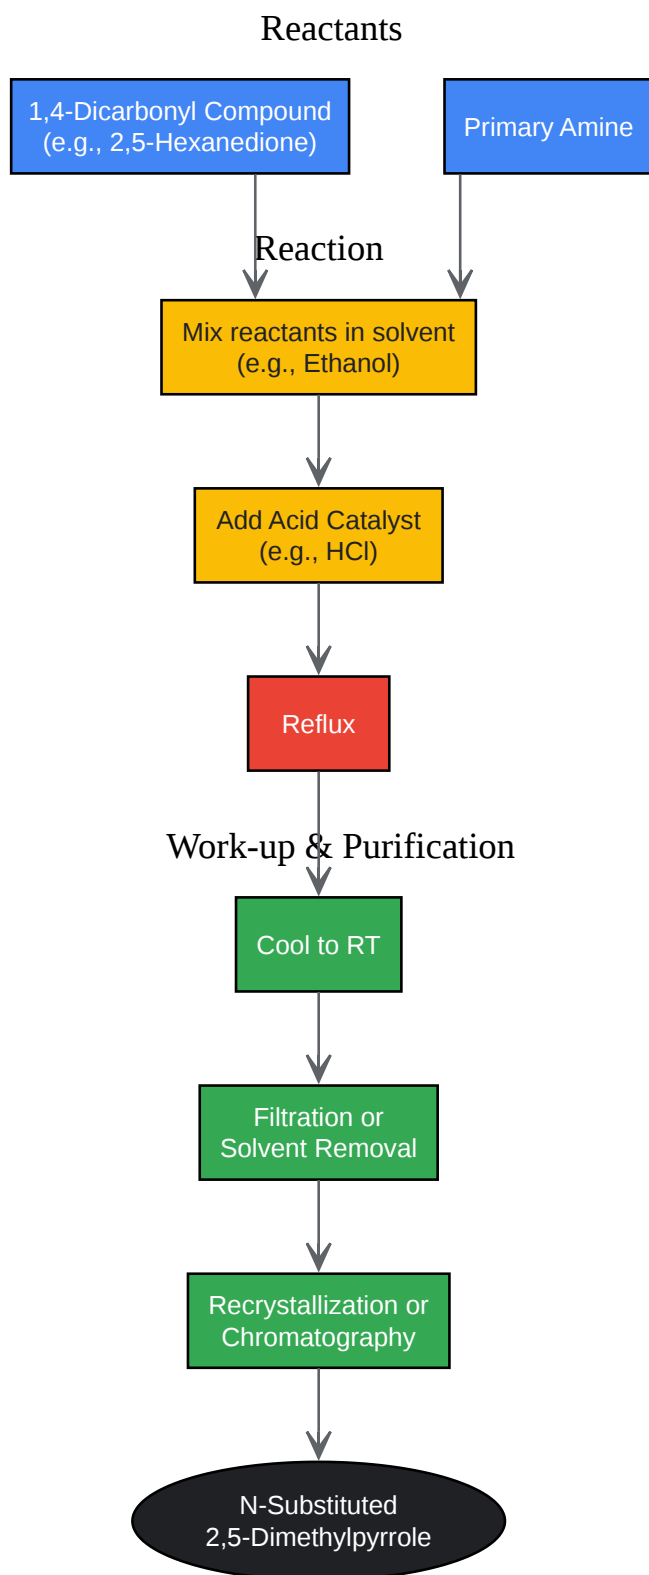 Reactants
1,4-Dicarbonyl Compound
(e.g., 2,5-Hexanedione)
Primary Amine
Reaction
Mix reactants in solvent
(e.g., Ethanol)
Add Acid Catalyst
(e.g., HCl)
Reflux
Work-up & Purification
Cool to RT
Filtration or
Solvent Removal
Recrystallization or
Chromatography
N-Substituted
2,5-Dimethylpyrrole